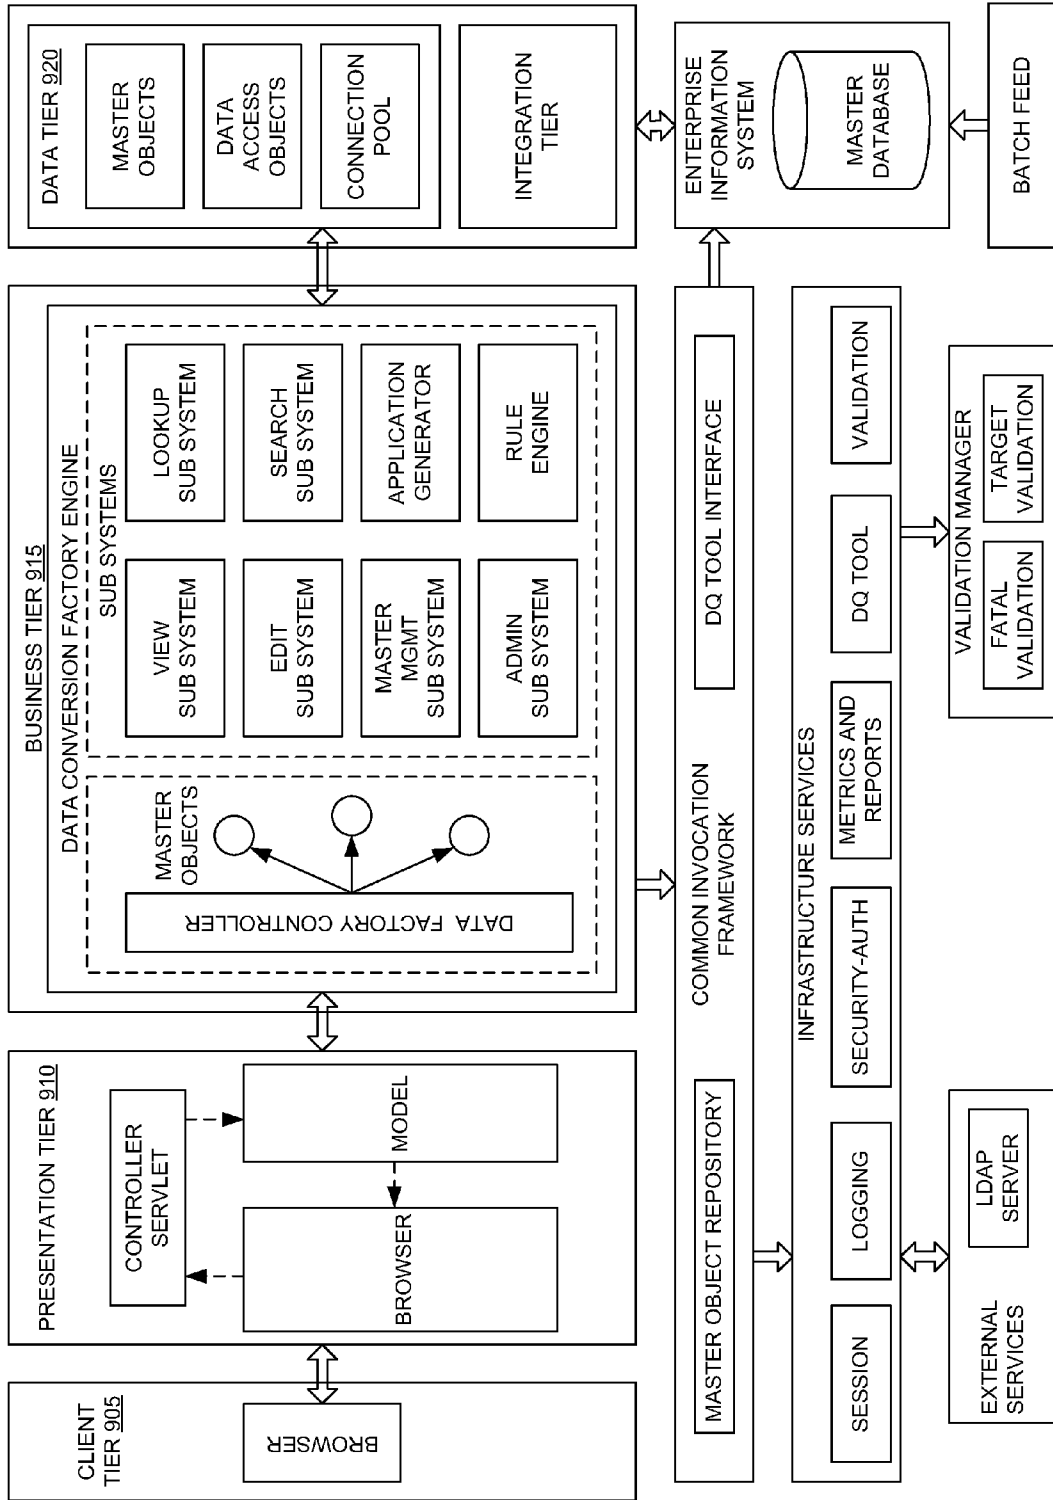 CLIENT
TIER 905
BROWSER
PRESENTATION TIER 910
CONTROLLER
SERVLET
BROWSER
MODEL
BUSINESS TIER 915
DATA CONVERSION FACTORY ENGINE
MASTER
OBJECTS
DATA FACTORY CONTROLLER
SUB SYSTEMS
VIEW
SUB SYSTEM
LOOKUP
SUB SYSTEM
EDIT
SUB SYSTEM
SEARCH
SUB SYSTEM
MASTER
MGMT
SUB SYSTEM
APPLICATION
GENERATOR
ADMIN
SUB SYSTEM
RULE
ENGINE
DATA TIER 920
MASTER
OBJECTS
DATA
ACCESS
OBJECTS
CONNECTION
POOL
INTEGRATION
TIER
MASTER OBJECT REPOSITORY
COMMON INVOCATION
FRAMEWORK
DQ TOOL INTERFACE
ENTERPRISE
INFORMATION
SYSTEM
MASTER
DATABASE
INFRASTRUCTURE SERVICES
SESSION
LOGGING
SECURITY-AUTH
METRICS AND
REPORTS
DQ TOOL
VALIDATION
EXTERNAL
SERVICES
LDAP
SERVER
VALIDATION MANAGER
FATAL
VALIDATION
TARGET
VALIDATION
BATCH FEED